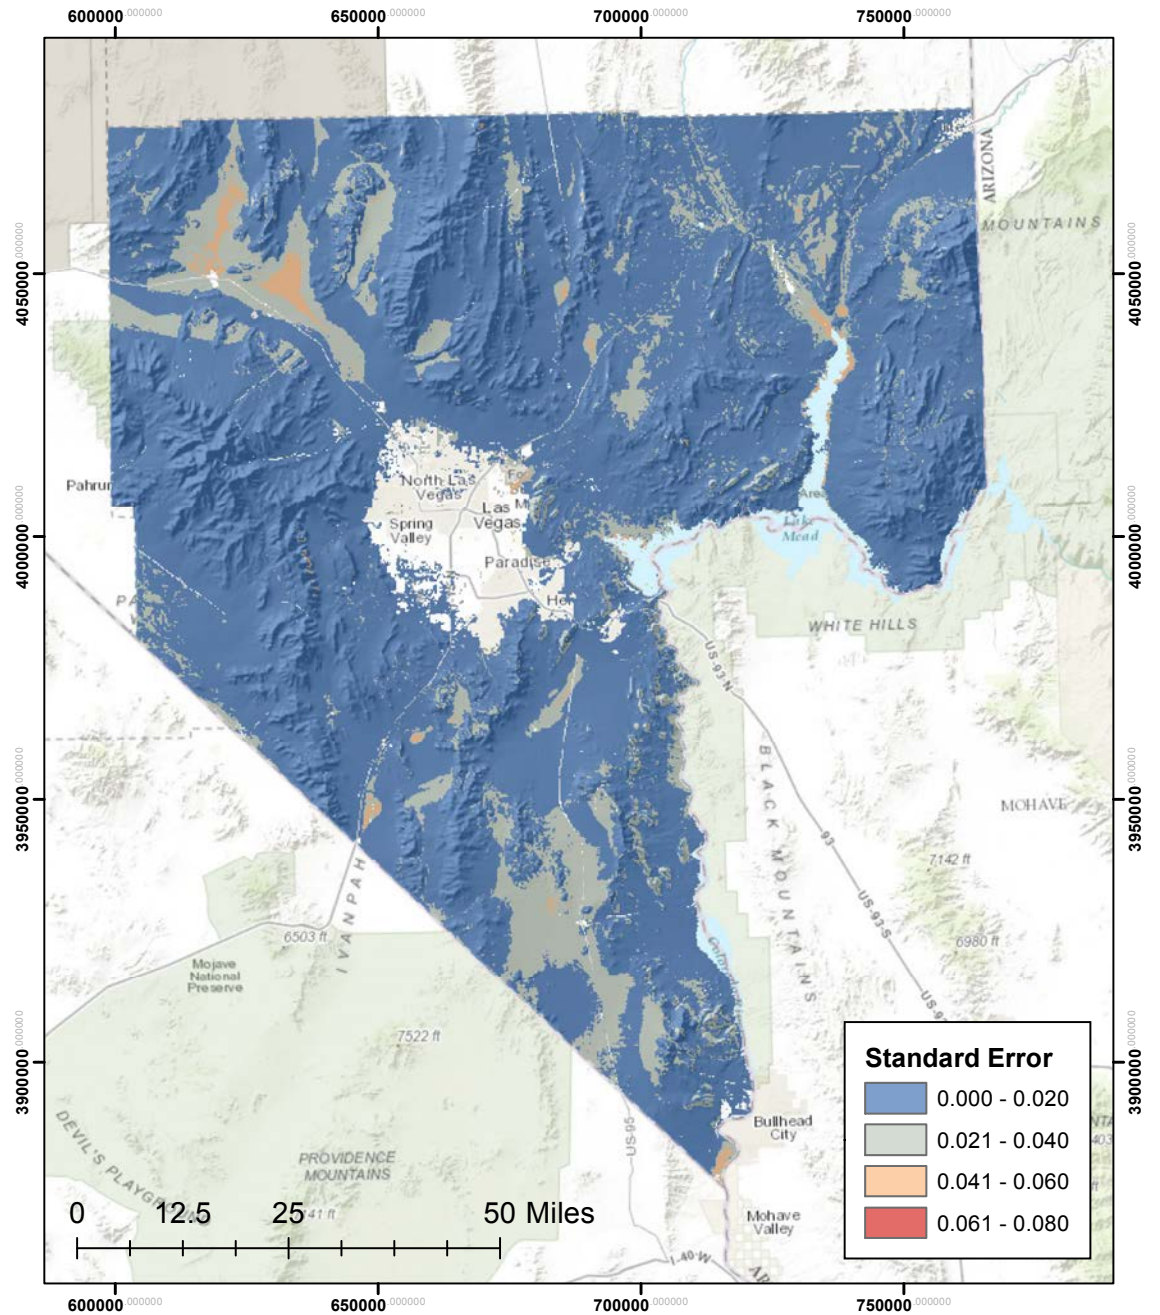 600000.000000 650000.000000 700000.000000 750000.000000
ARIZONA
MOUNTAINS
4050000.000000
4050000.000000
Pahrum
North Las
Vegas
Las
Vegas
Spring
Valley
Paradise
Area
Lake
Mead
4000000.000000
4000000.000000
WHITE HILLS
US-93-N
BLACK MOUNTAINS
3950000.000000
3950000.000000
MOHAVE
93
7142 ft
US-93-S
6980 ft
IVANPAH
6503 ft
Mojave
National
Preserve
7522 ft
3900000.000000
3900000.000000
Standard Error
0.000 - 0.020
0.021 - 0.040
0.041 - 0.060
0.061 - 0.080
Bullhead
City
US-95
PROVIDENCE
MOUNTAINS
0 12.5 25 50 Miles
Mohave
Valley
I-40-W
600000.000000 650000.000000 700000.000000 750000.000000